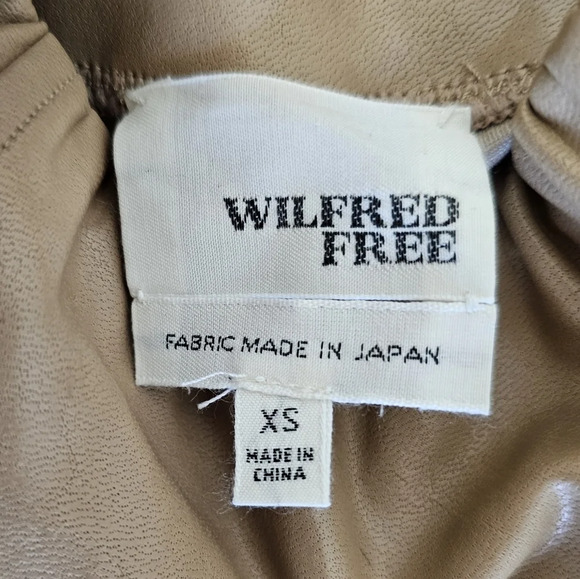 WILFRED
FREE
FABRIC MADE IN JAPAN
XS
MADE IN
CHINA